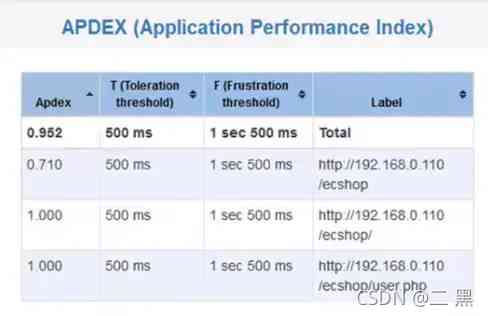 APDEX (Application Performance Index)
Apdex T (Toleration threshold) F (Frustration threshold) Label
0.952 500 ms 1 sec 500 ms Total
0.710 500 ms 1 sec 500 ms http://192.168.0.110
/ecshop
1.000 500 ms 1 sec 500 ms http://192.168.0.110
/ecshop/
1.000 500 ms 1 sec 500 ms http://192.168.0.110
/ecshop/user.php
CSDN @二 黑